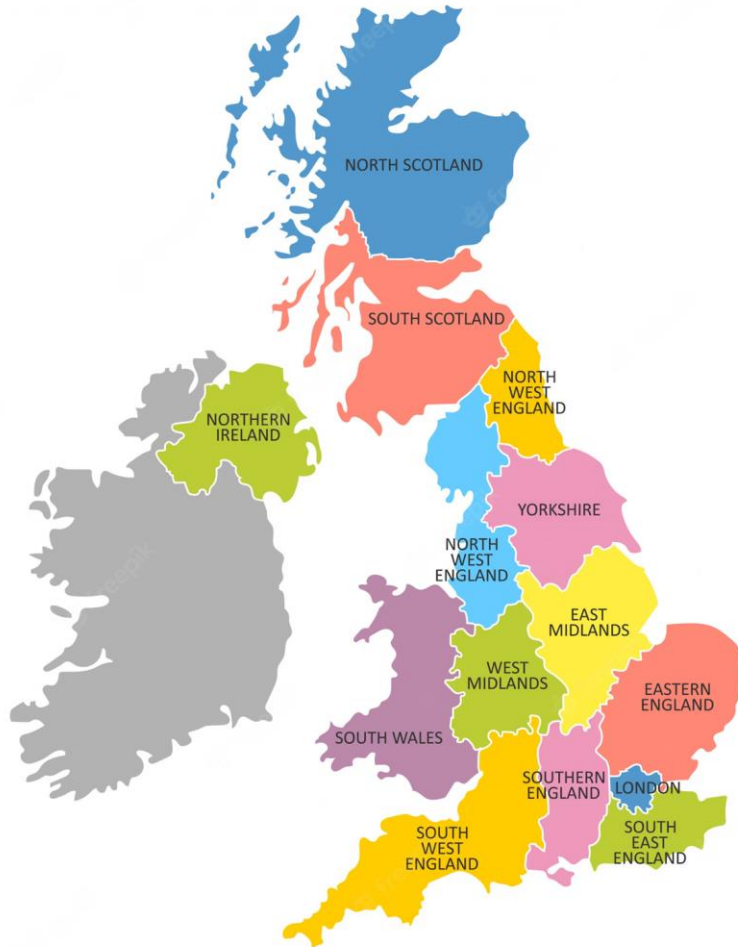 NORTH SCOTLAND
SOUTH SCOTLAND
NORTH
WEST
ENGLAND
NORTHERN
IRELAND
YORKSHIRE
NORTH
WEST
ENGLAND
EAST
MIDLANDS
WEST
MIDLANDS
EASTERN
ENGLAND
SOUTH WALES
SOUTHERN
ENGLAND
LONDON
SOUTH
WEST
ENGLAND
SOUTH
EAST
ENGLAND
freepik